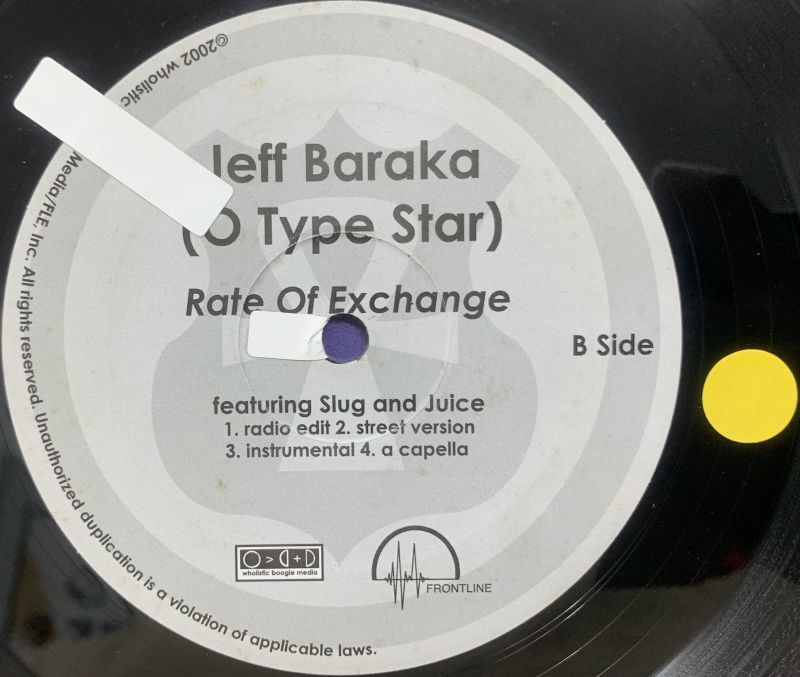 Jeff Baraka
(O Type Star)
Rate Of Exchange
B Side
featuring Slug and Juice
1. radio edit 2. street version
3. instrumental 4. a capella
wholistic boogie media
FRONTLINE
©2002 wholistic Media/FLE, Inc. All rights reserved. Unauthorized duplication is a violation of applicable laws.